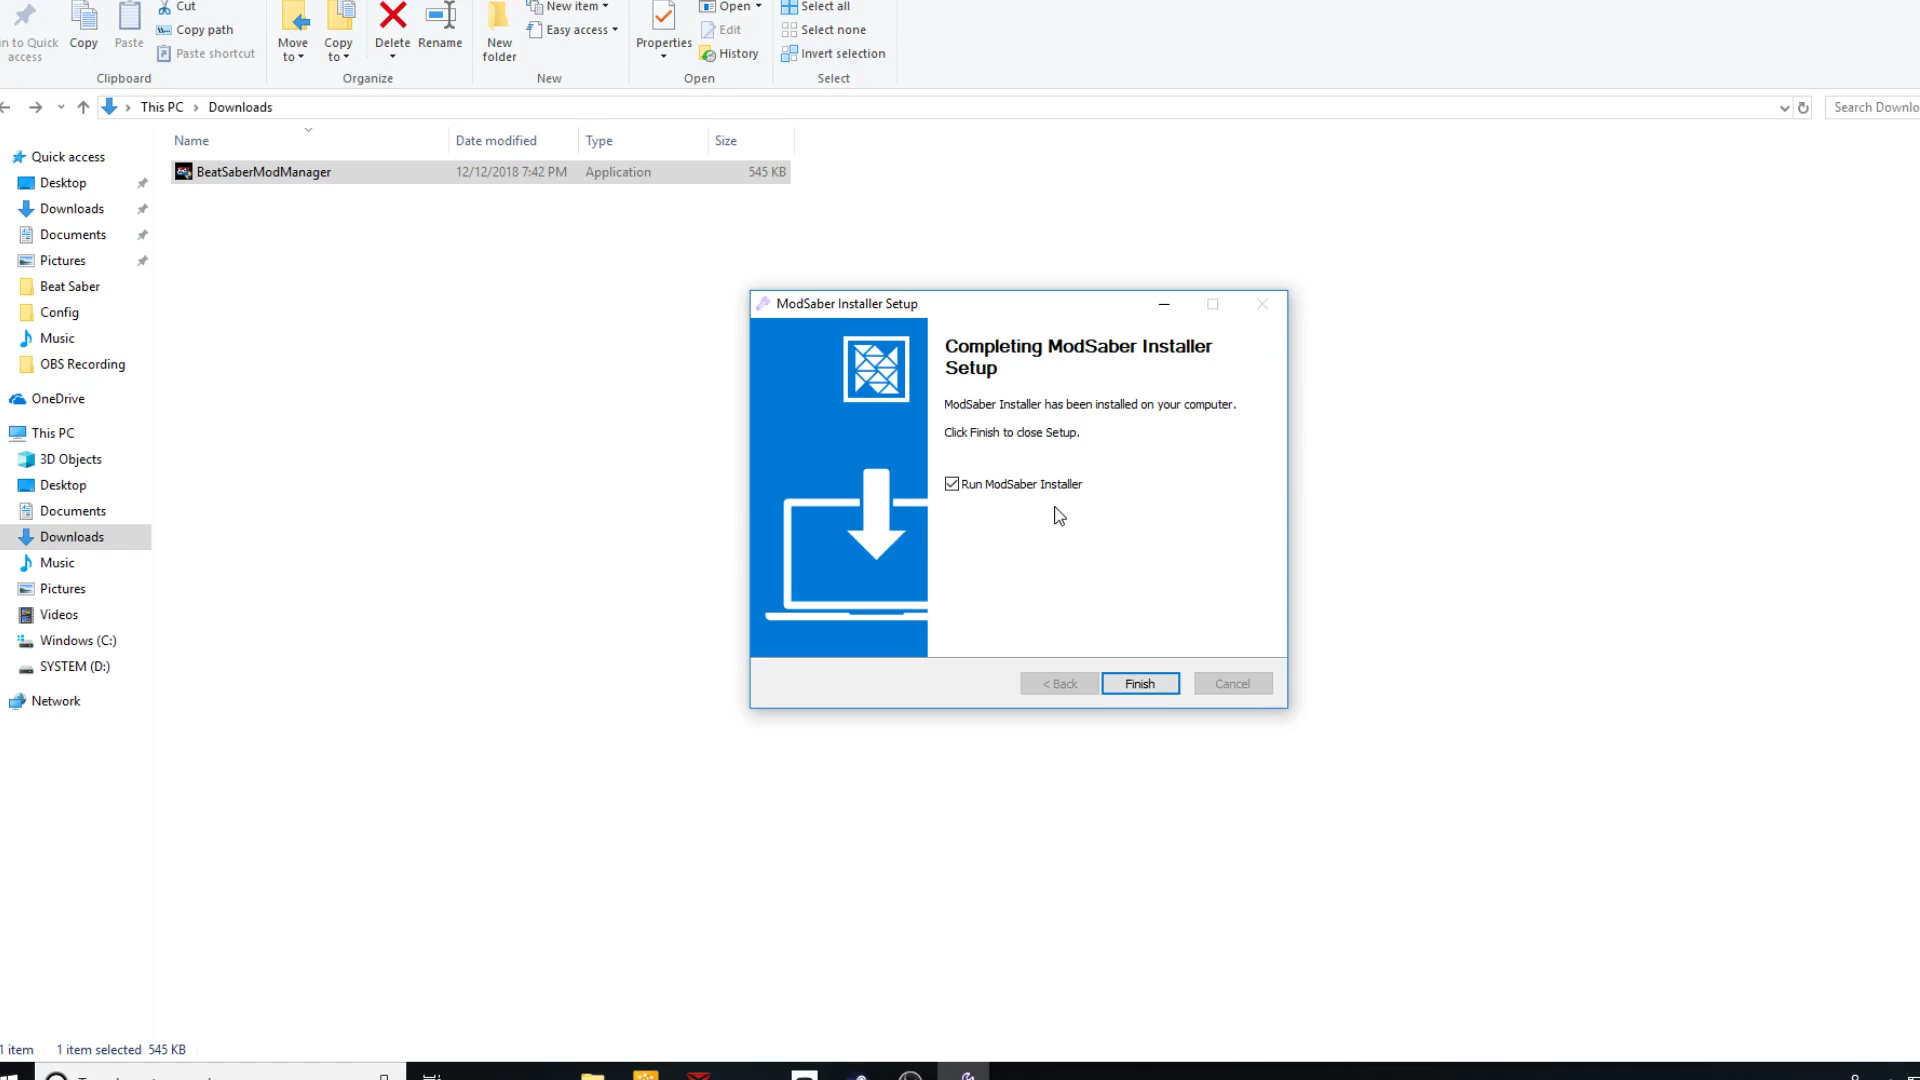 Cut
Copy path
Paste shortcut
in to Quick
access
Copy
Paste
Clipboard
Move
to
Copy
to
Delete
Rename
Organize
New
folder
New item
Easy access
New
Properties
Open
Edit
History
Open
Select all
Select none
Invert selection
Select
This PC
Downloads
Search Downlo
Name
Date modified
Type
Size
BeatSaberModManager
12/12/2018 7:42 PM
Application
545 KB
Quick access
Desktop
Downloads
Documents
Pictures
Beat Saber
Config
Music
OBS Recording
OneDrive
This PC
3D Objects
Desktop
Documents
Downloads
Music
Pictures
Videos
Windows (C:)
SYSTEM (D:)
Network
ModSaber Installer Setup
Completing ModSaber Installer
Setup
ModSaber Installer has been installed on your computer.
Click Finish to close Setup.
Run ModSaber Installer
< Back
Finish
Cancel
1 item
1 item selected 545 KB